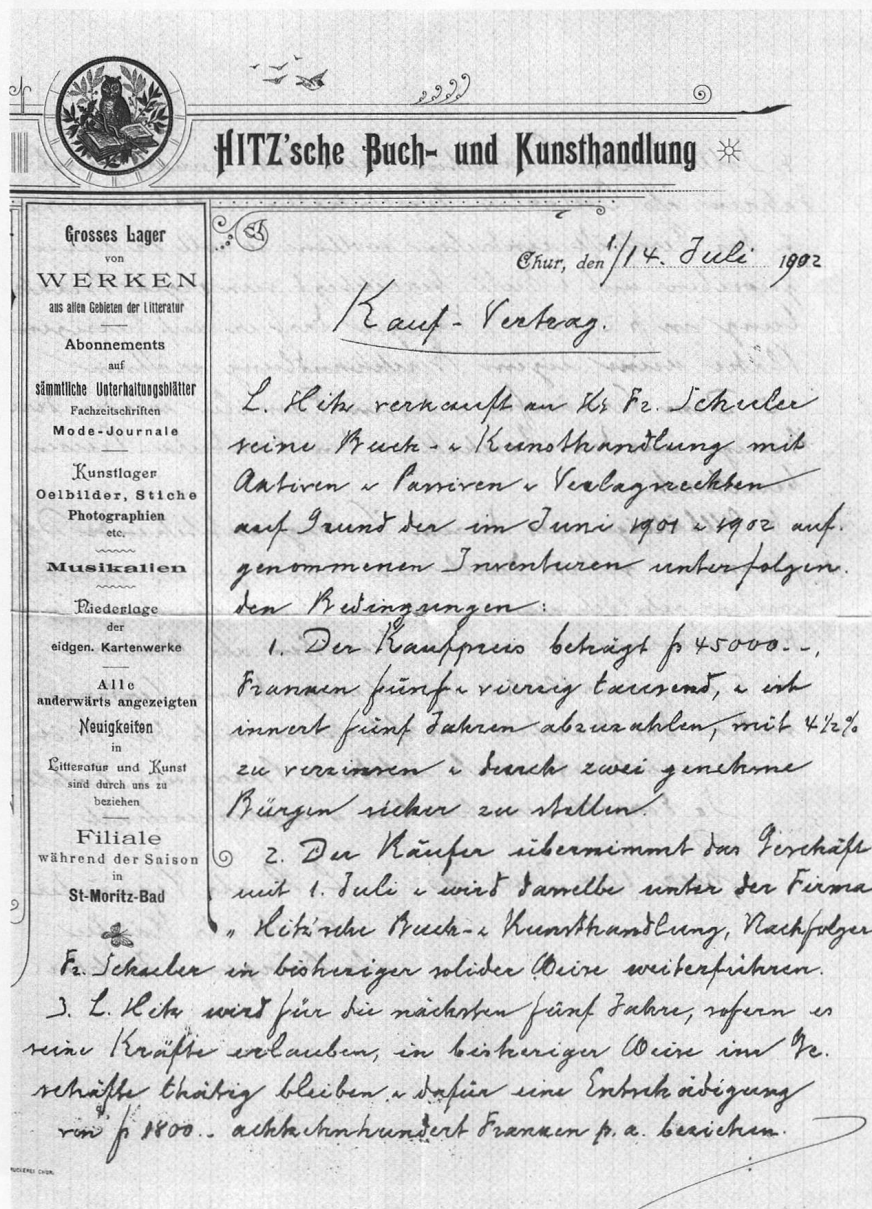 HITZ'sche Buch- und Kunsthandlung
Grosses Lager
von
WERKEN
aus allen Gebieten der Litteratur
Abonnements
auf
sämmtliche Unterhaltungsblätter
Fachzeitschriften
Mode-Journale
Kunstlager
Oelbilder, Stiche
Photographien
etc.
Musikalien
Niederlage
der
eidgen. Kartenwerke
Alle
anderwärts angezeigten
Neuigkeiten
in
Litteratur und Kunst
sind durch uns zu
beziehen
Filiale
während der Saison
in
St-Moritz-Bad
Chur, den 1./14. Juli 1902
Kauf-Vertrag.
L. Hitz verkauft an Hr Fz. Schuler
seine Buch- & Kunsthandlung mit
Aktiven & Passiven & Verlagsrechten
auf Grund der im Juni 1901 & 1902 auf-
genommenen Inventuren unter folgen-
den Bedingungen:
1. Der Kaufpreis beträgt fr 45000.-,
Franken fünf & vierzig tausend, & ist
innert fünf Jahren abzuzahlen, mit 4 1/2 %
zu verzinsen & durch zwei genehme
Bürgen sicher zu stellen.
2. Der Käufer übernimmt das Geschäft
mit 1. Juli & wird dasselbe unter der Firma
„ Hitz'sche Buch- & Kunsthandlung, Nachfolger
Fz. Schuler in bisheriger solider Weise weiterführen.
3. L. Hitz wird für die nächsten fünf Jahre, sofern es
seine Kräfte erlauben, in bisheriger Weise im Ge-
schäfte thätig bleiben & dafür eine Entschädigung
von fr 1800.- achtzehnhundert Franken p. a. beziehen.